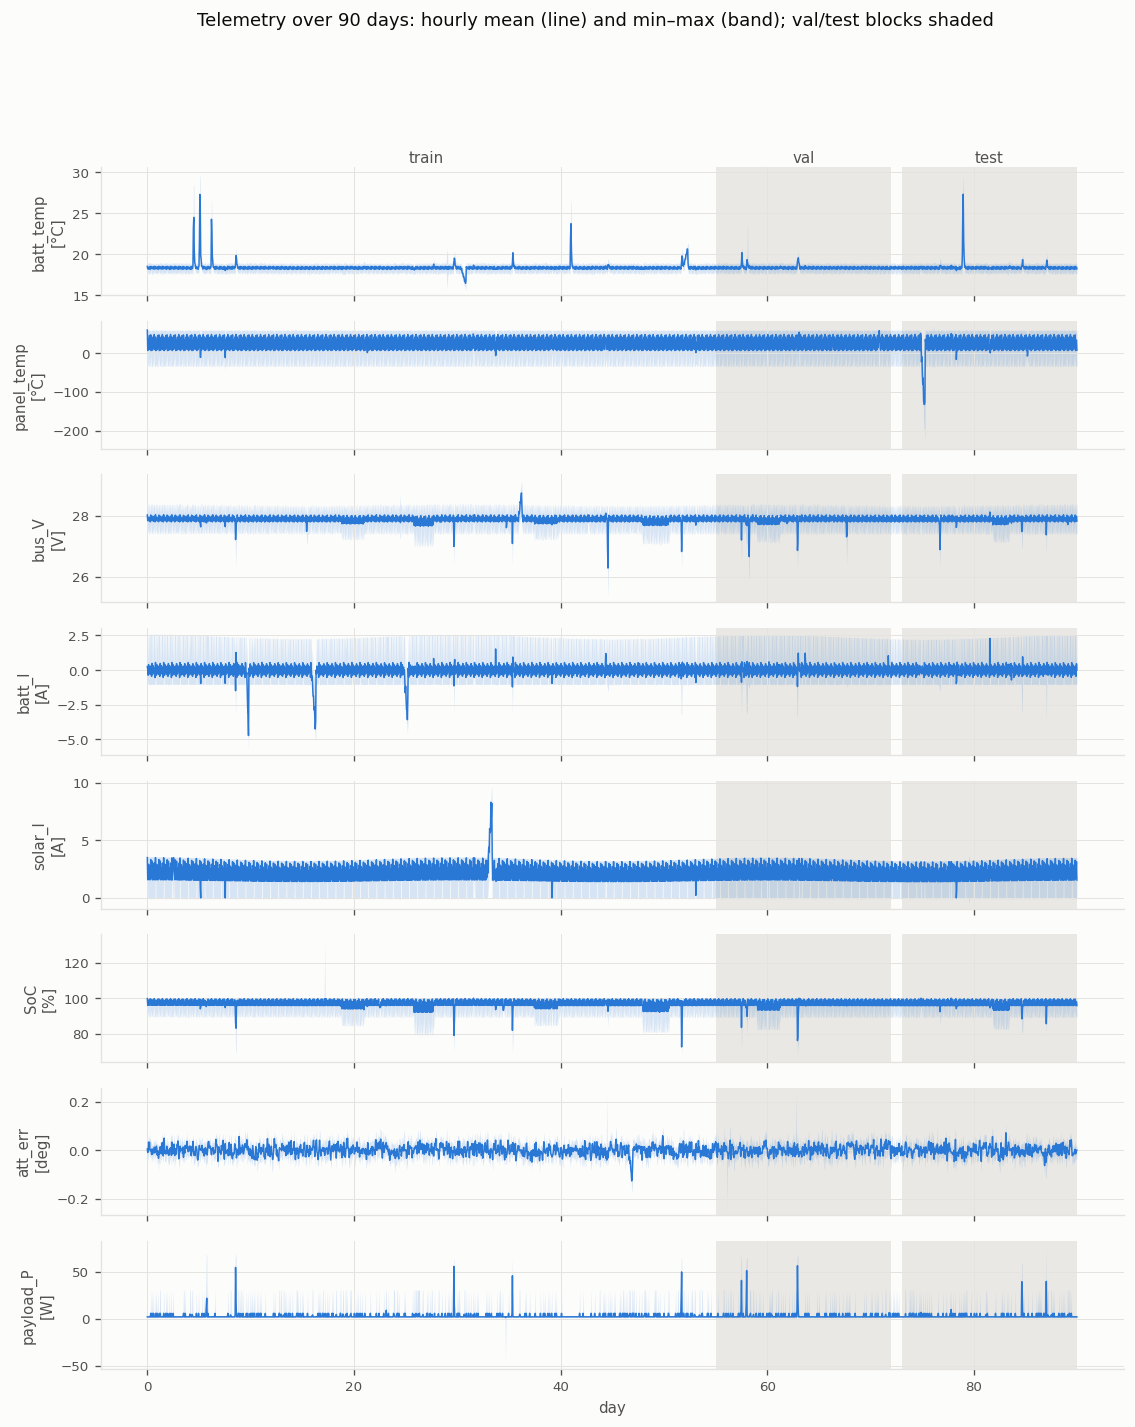 Telemetry over 90 days: hourly mean (line) and min–max (band); val/test blocks shaded
train
val
test
batt_temp
[°C]
30
25
20
15
panel_temp
[°C]
0
−100
−200
bus_V
[V]
28
26
batt_I
[A]
2.5
0.0
−2.5
−5.0
solar_I
[A]
10
5
0
SoC
[%]
120
100
80
att_err
[deg]
0.2
0.0
−0.2
payload_P
[W]
50
0
−50
0
20
40
60
80
day